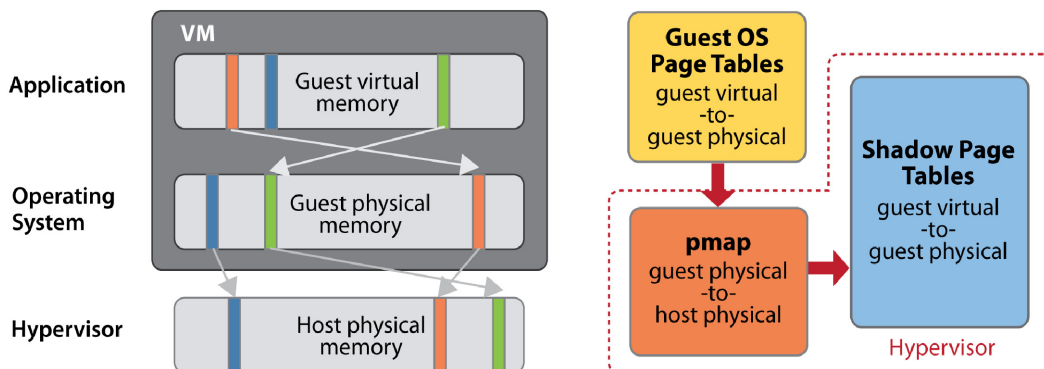 VM
Application
Guest virtual
memory
Operating
System
Guest physical
memory
Hypervisor
Host physical
memory
Guest OS
Page Tables
guest virtual
-to-
guest physical
pmap
guest physical
-to-
host physical
Shadow Page
Tables
guest virtual
-to-
guest physical
Hypervisor